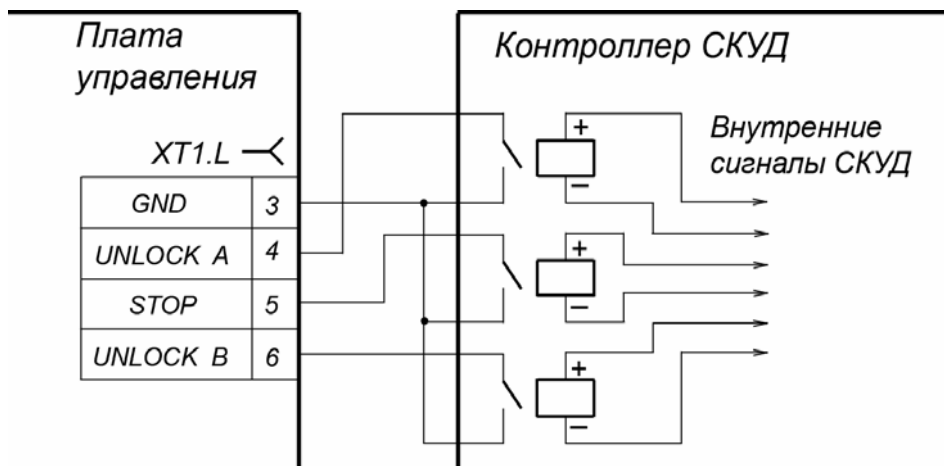 Плата
управления
Контроллер СКУД
Внутренние
сигналы СКУД
XT1.L
GND 3
UNLOCK A 4
STOP 5
UNLOCK B 6
+
−
+
−
+
−